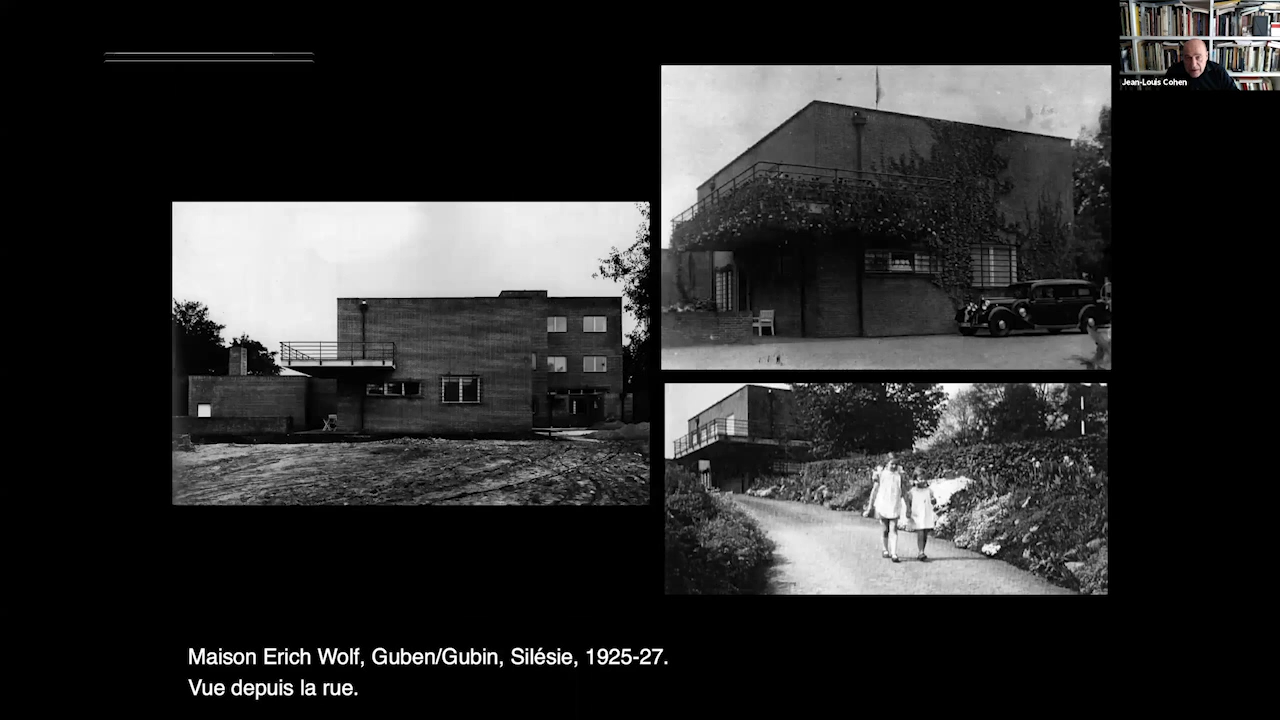 Jean-Louis Cohen
Maison Erich Wolf, Guben/Gubin, Silésie, 1925-27.
Vue depuis la rue.